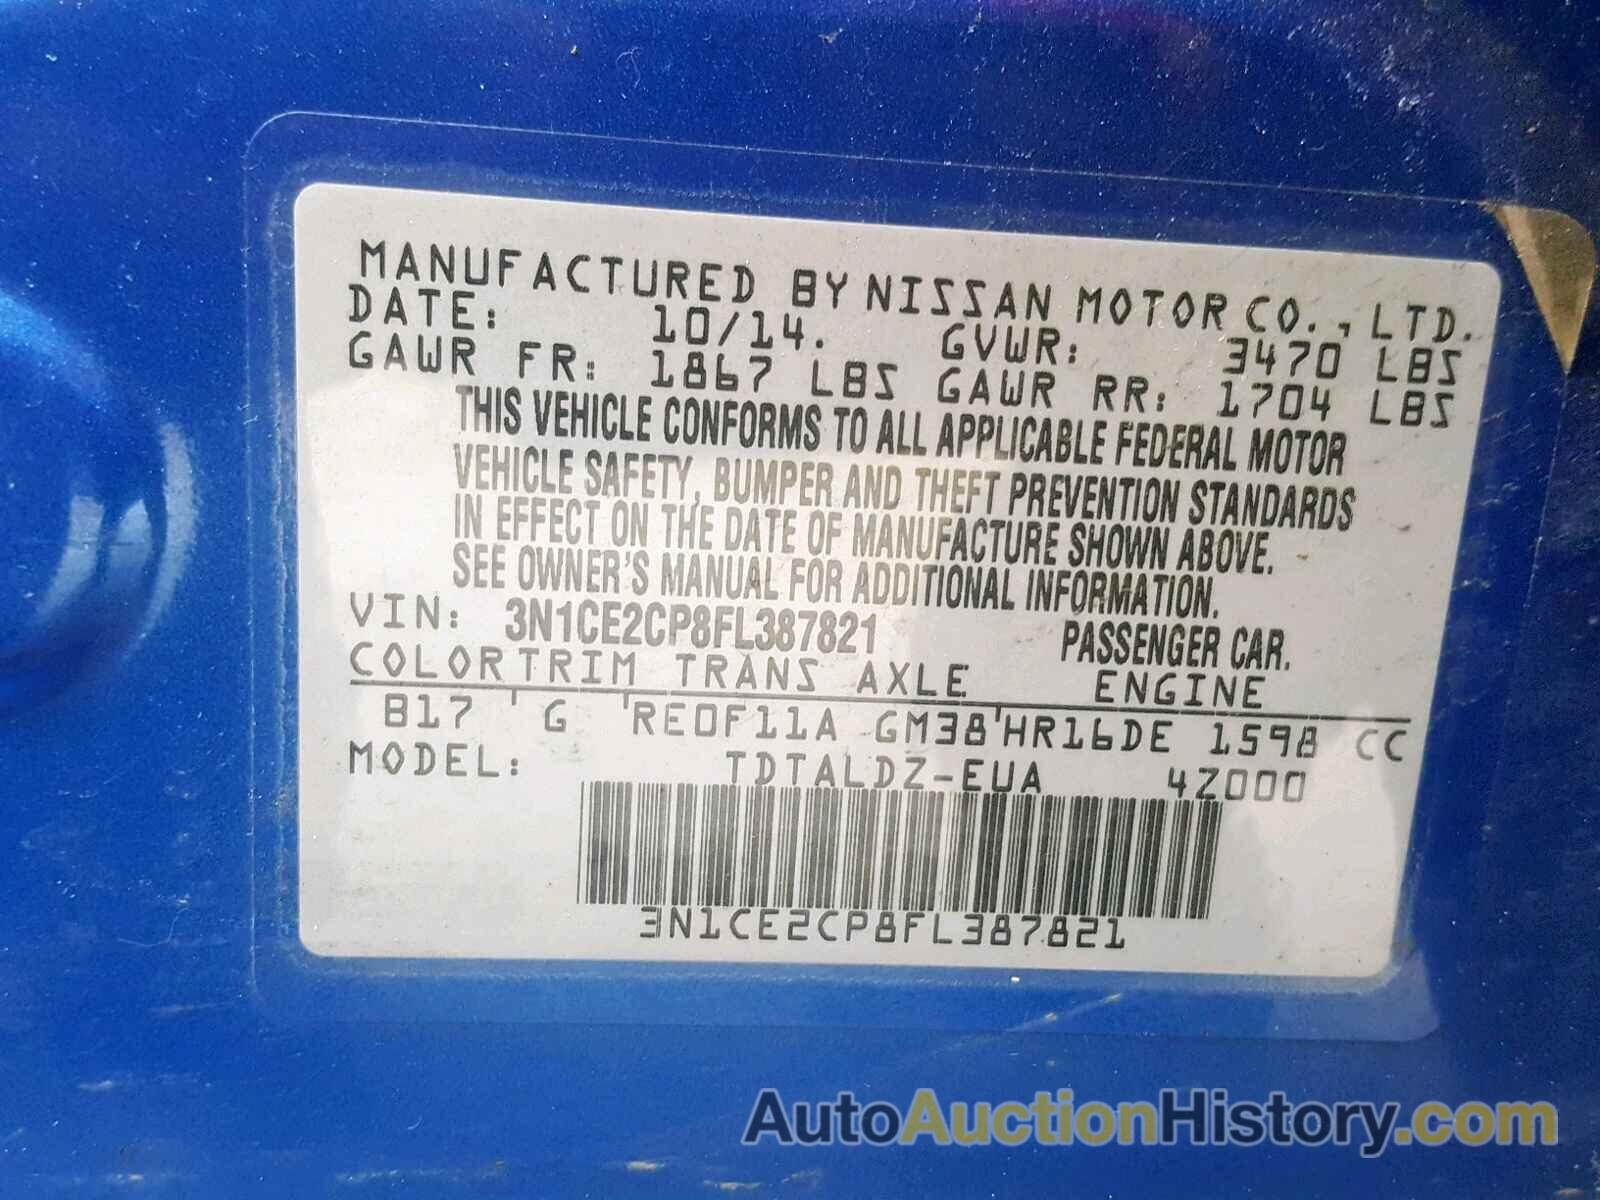 MANUFACTURED BY NISSAN MOTOR CO., LTD.
DATE: 10/14. GVWR: 3470 LBS
GAWR FR: 1867 LBS GAWR RR: 1704 LBS
THIS VEHICLE CONFORMS TO ALL APPLICABLE FEDERAL MOTOR
VEHICLE SAFETY, BUMPER AND THEFT PREVENTION STANDARDS
IN EFFECT ON THE DATE OF MANUFACTURE SHOWN ABOVE.
SEE OWNER'S MANUAL FOR ADDITIONAL INFORMATION.
VIN: 3N1CE2CP8FL387821 PASSENGER CAR.
COLOR TRIM TRANS AXLE ENGINE
B17 G RE0F11A GM38 HR16DE 1598 CC
MODEL: TDTALDZ-EUA 4Z000
3N1CE2CP8FL387821
AutoAuctionHistory.com